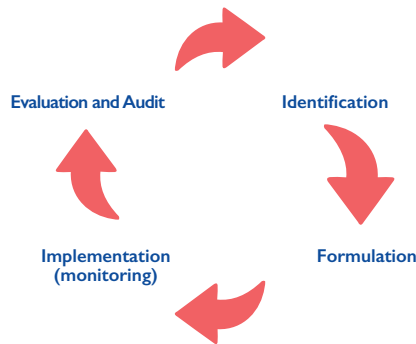 Evaluation and Audit
Identification
Implementation
(monitoring)
Formulation